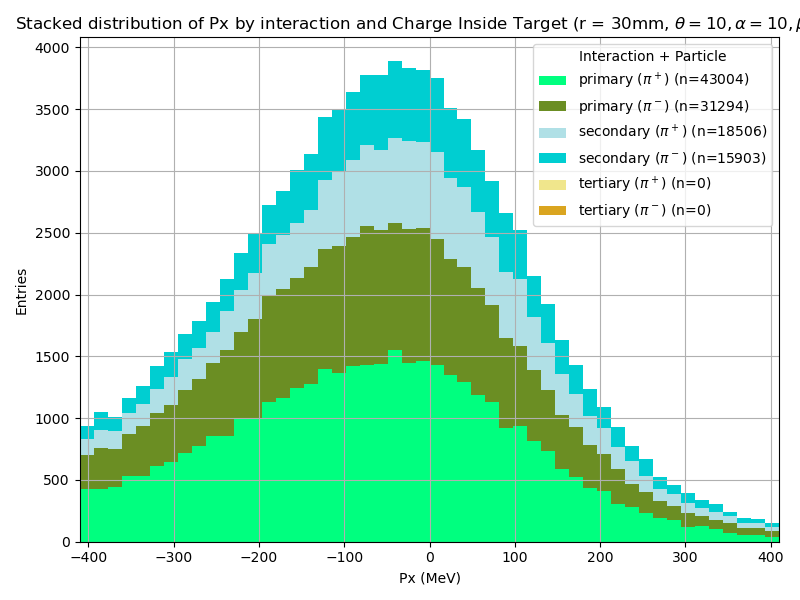 Stacked distribution of Px by interaction and Charge Inside Target (r = 30mm, θ = 10, α = 10,
Interaction + Particle
primary (π⁺) (n=43004)
primary (π⁻) (n=31294)
secondary (π⁺) (n=18506)
secondary (π⁻) (n=15903)
tertiary (π⁺) (n=0)
tertiary (π⁻) (n=0)
4000
3500
3000
2500
2000
1500
1000
500
0
Entries
−400 −300 −200 −100 0 100 200 300 400
Px (MeV)